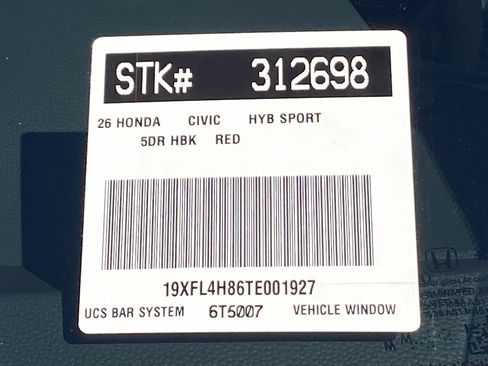 STK# 312698
26 HONDA CIVIC HYB SPORT
5DR HBK RED
19XFL4H86TE001927
UCS BAR SYSTEM 6T5007 VEHICLE WINDOW